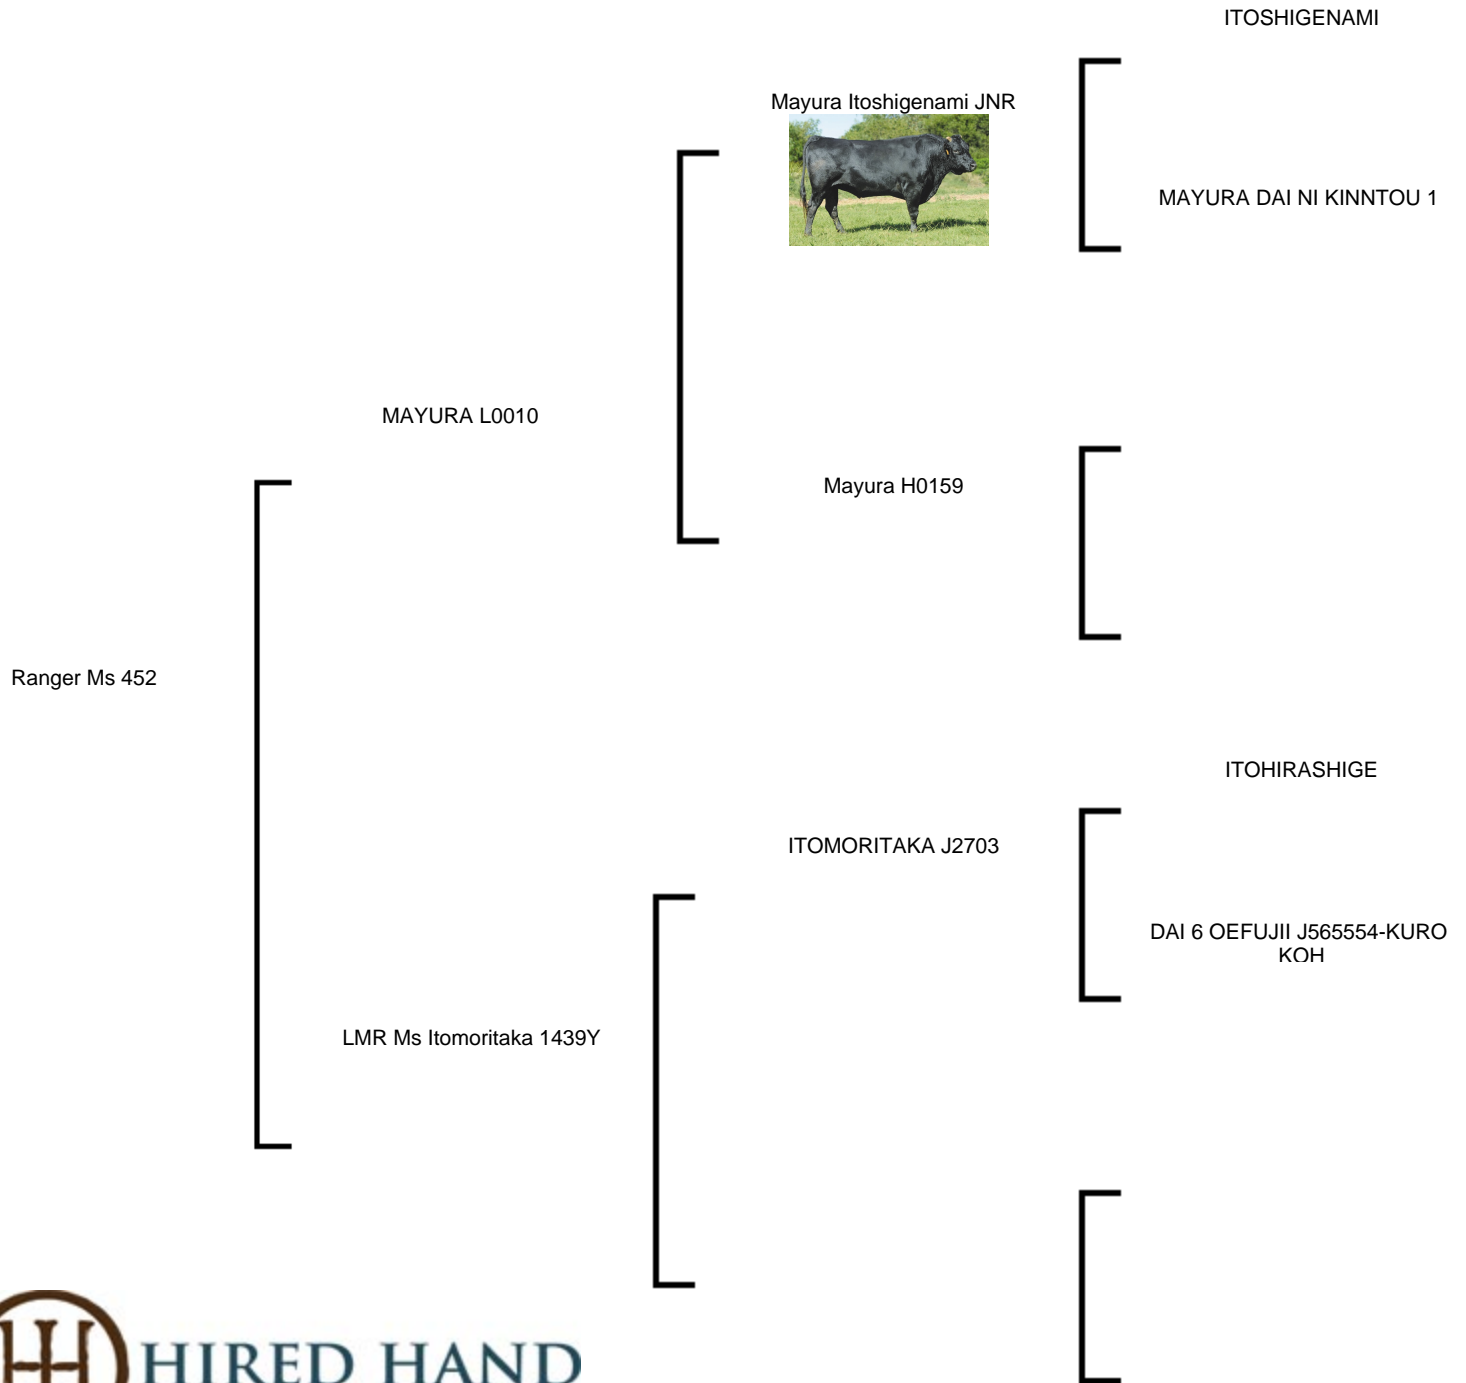 ITOSHIGENAMI
Mayura Itoshigenami JNR
MAYURA DAI NI KINNTOU 1
MAYURA L0010
Mayura H0159
Ranger Ms 452
ITOHIRASHIGE
ITOMORITAKA J2703
DAI 6 OEFUJII J565554-KURO
KOH
LMR Ms Itomoritaka 1439Y
HIRED HAND